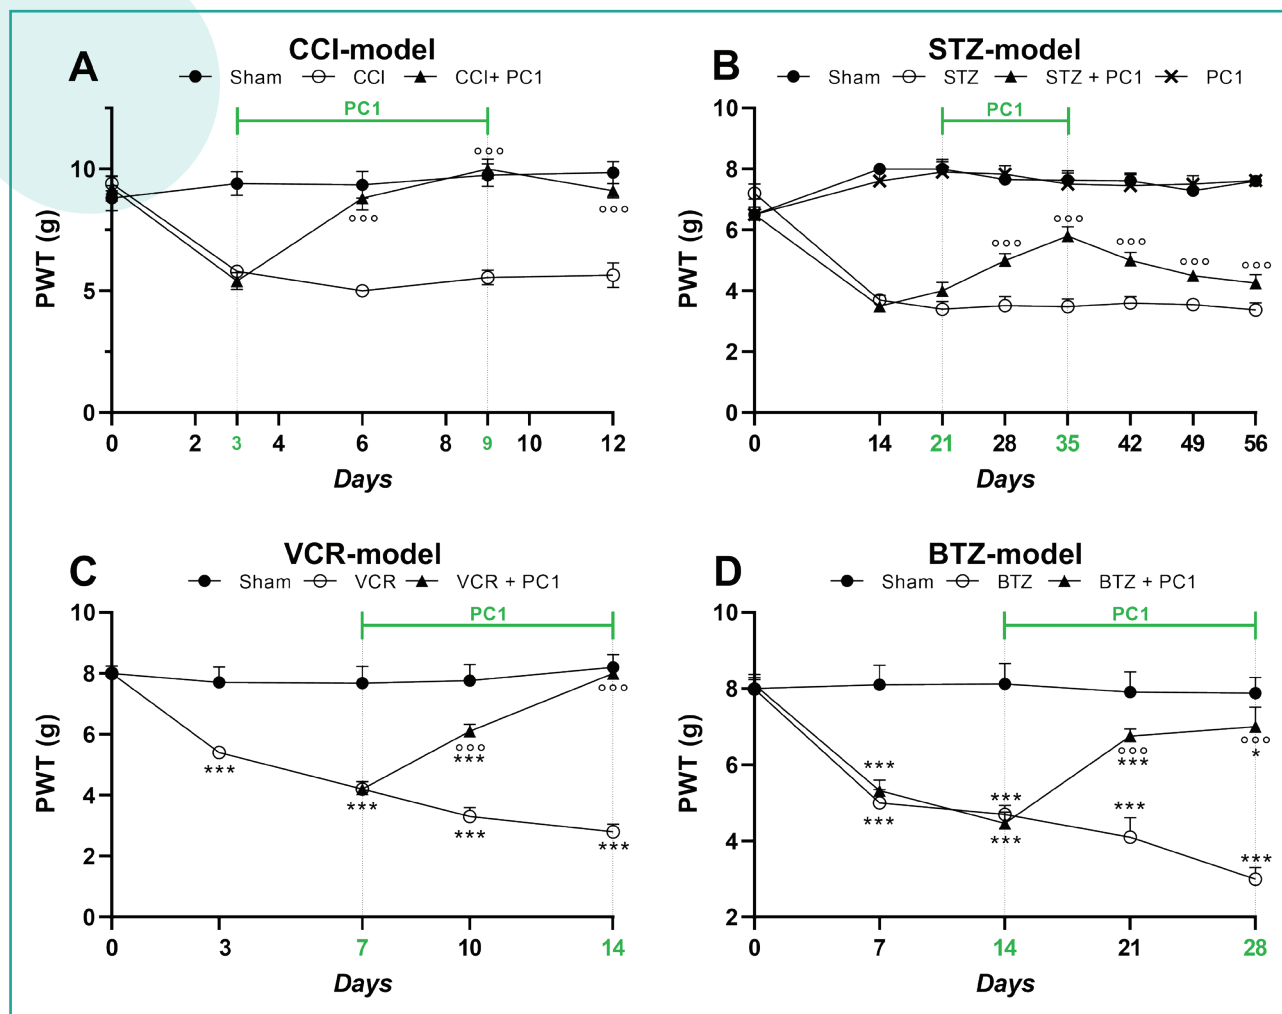 A
CCI-model
Sham CCI CCI+ PC1
PC1
PWT (g)
10
5
0
°°°
°°°
°°°
0 2 3 4 6 8 9 10 12
Days
B
STZ-model
Sham STZ STZ + PC1 PC1
PC1
PWT (g)
10
8
6
4
2
0
°°°
°°° °°°
°°° °°°
0 14 21 28 35 42 49 56
Days
C
VCR-model
Sham VCR VCR + PC1
PC1
PWT (g)
10
8
6
4
2
0
°°°
°°°
***
***
***
***
***
0 3 7 10 14
Days
D
BTZ-model
Sham BTZ BTZ + PC1
PC1
PWT (g)
10
8
6
4
2
°°°
*
°°°
***
***
***
***
***
***
***
0 7 14 21 28
Days